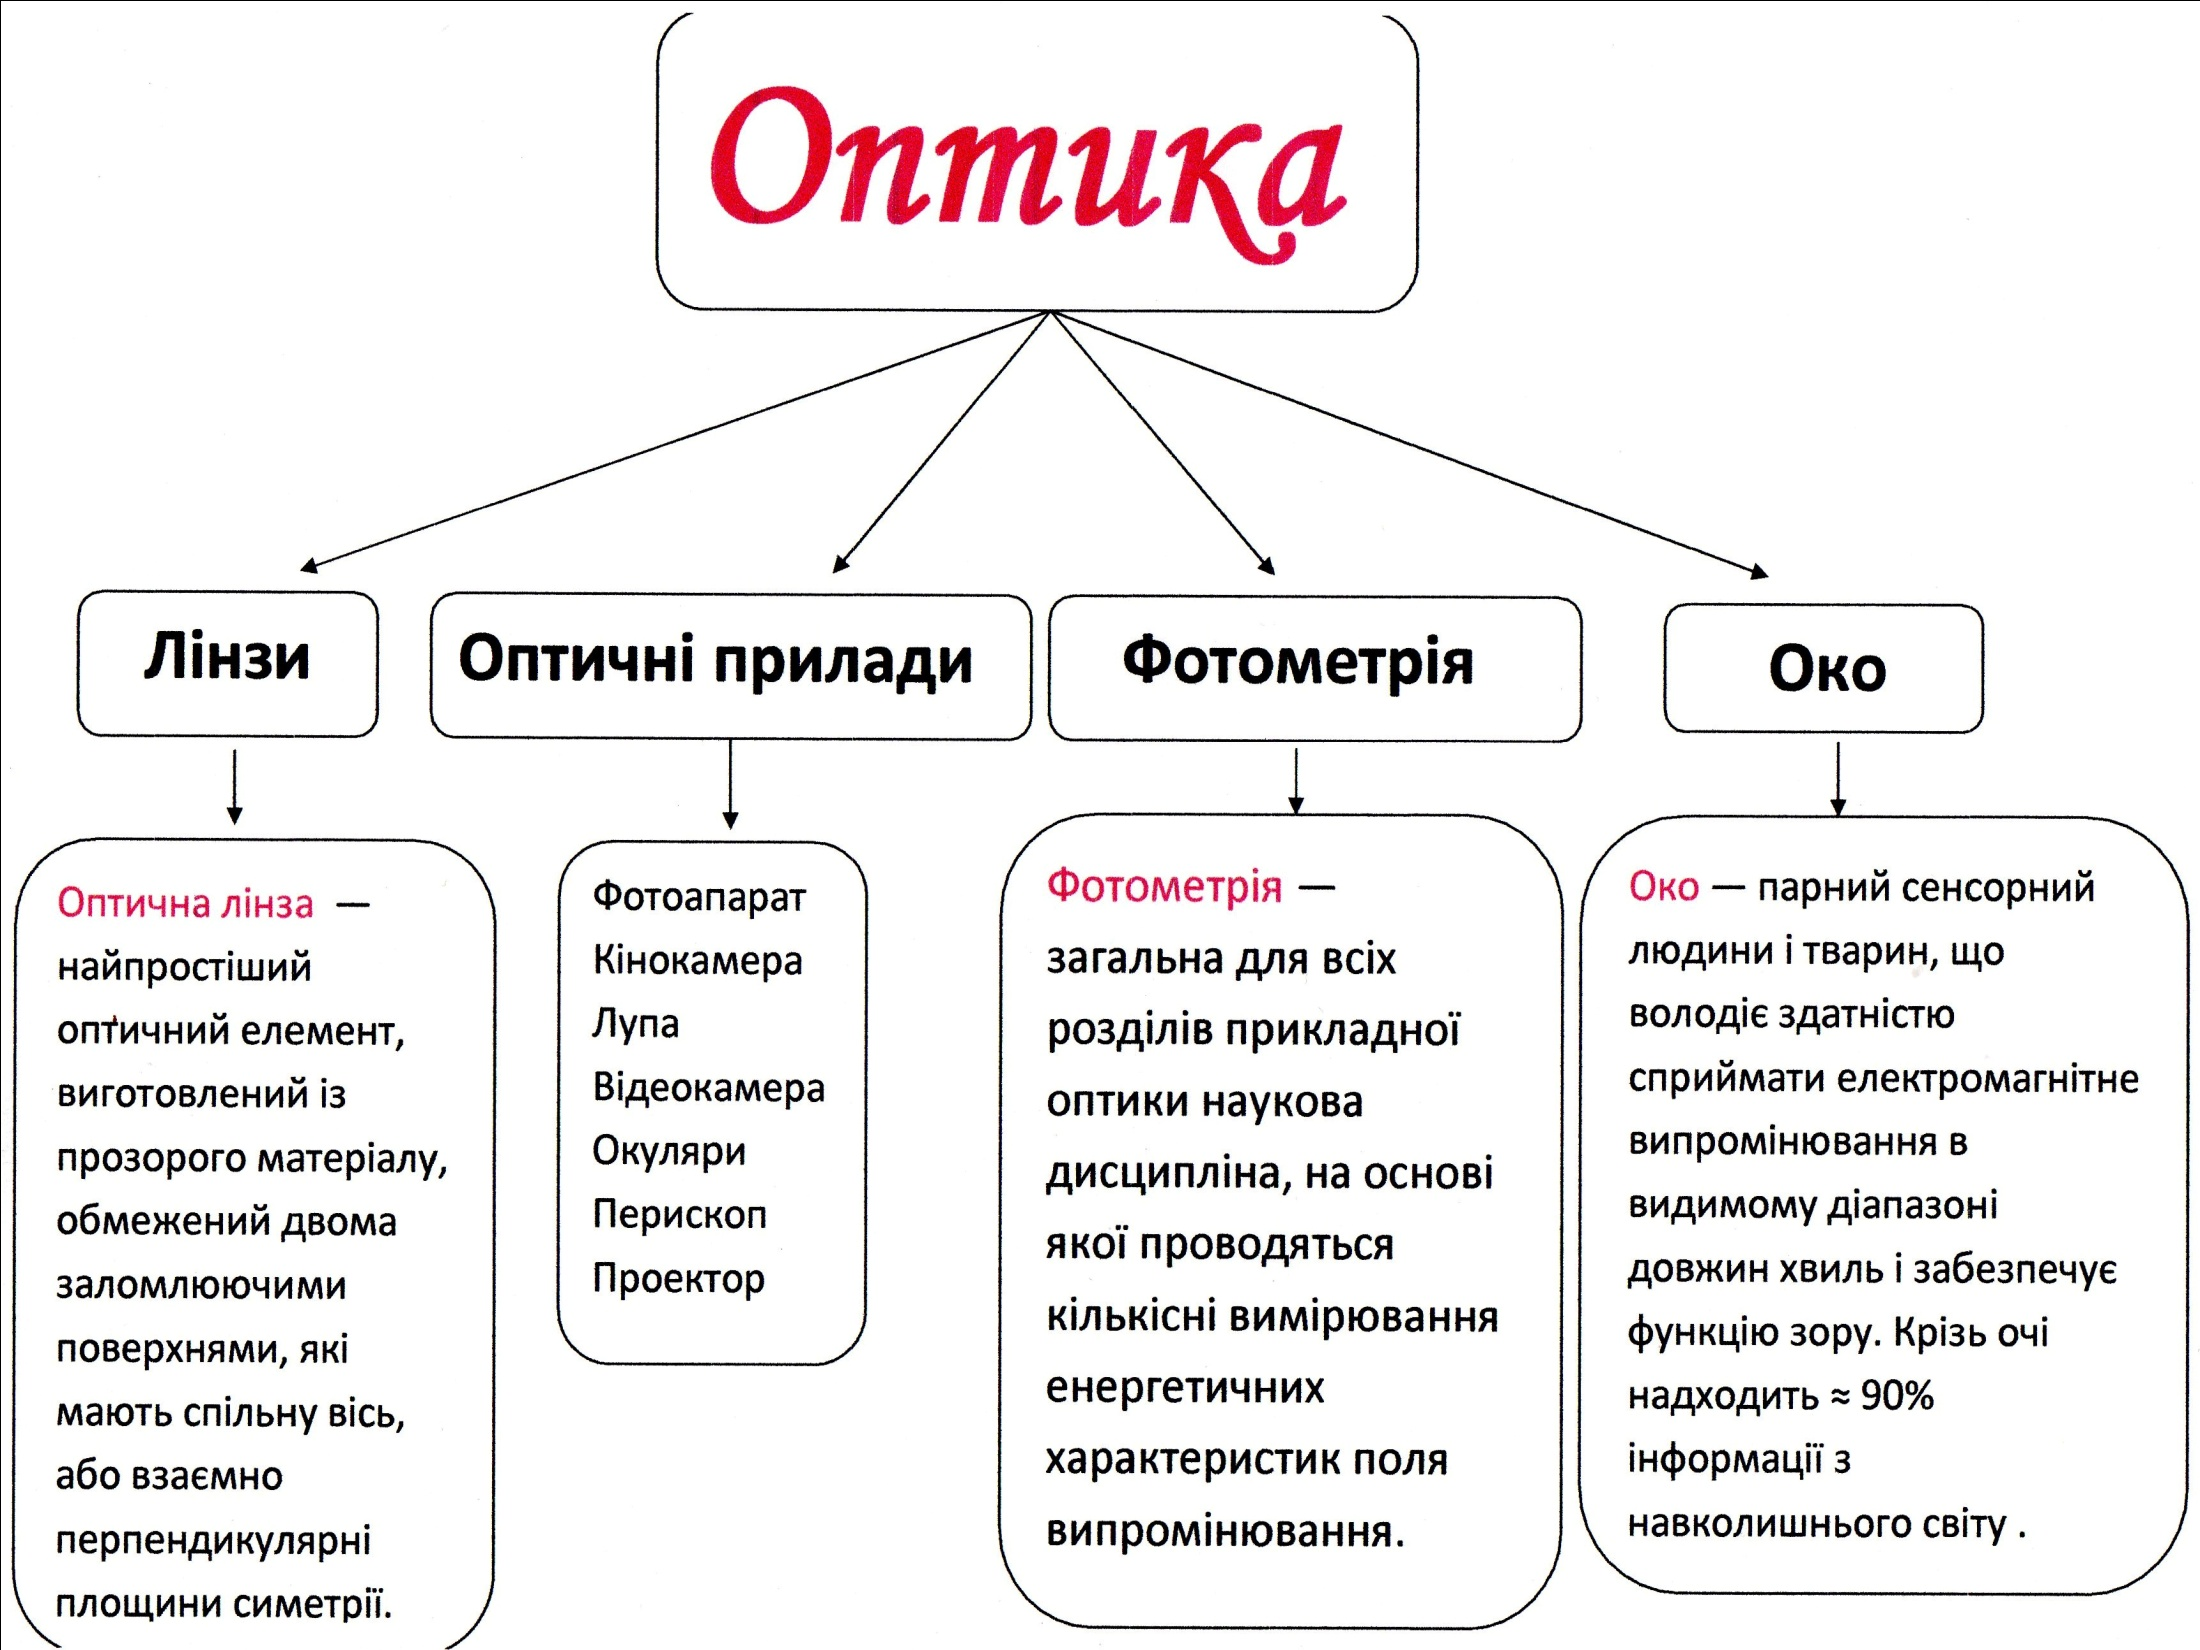 Оптика
Лінзи
Оптичні прилади
Фотометрія
Око
Оптична лінза —
найпростіший
оптичний елемент,
виготовлений із
прозорого матеріалу,
обмежений двома
заломлюючими
поверхнями, які
мають спільну вісь,
або взаємно
перпендикулярні
площини симетрії.
Фотоапарат
Кінокамера
Лупа
Відеокамера
Окуляри
Перископ
Проектор
Фотометрія —
загальна для всіх
розділів прикладної
оптики наукова
дисципліна, на основі
якої проводяться
кількісні вимірювання
енергетичних
характеристик поля
випромінювання.
Око — парний сенсорний
людини і тварин, що
володіє здатністю
сприймати електромагнітне
випромінювання в
видимому діапазоні
довжин хвиль і забезпечує
функцію зору. Крізь очі
надходить ≈ 90%
інформації з
навколишнього світу .